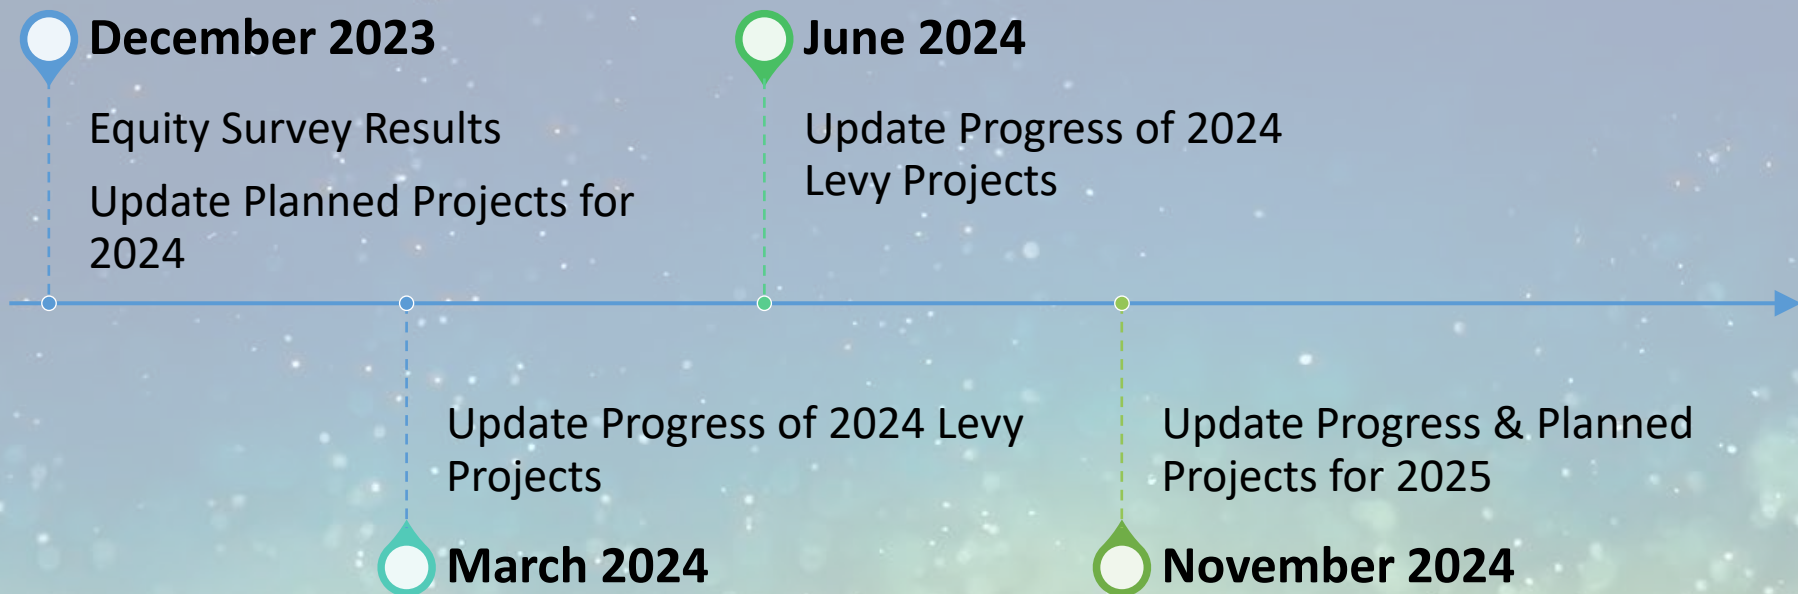 December 2023
Equity Survey Results
Update Planned Projects for
2024
June 2024
Update Progress of 2024
Levy Projects
Update Progress of 2024 Levy
Projects
March 2024
Update Progress & Planned
Projects for 2025
November 2024